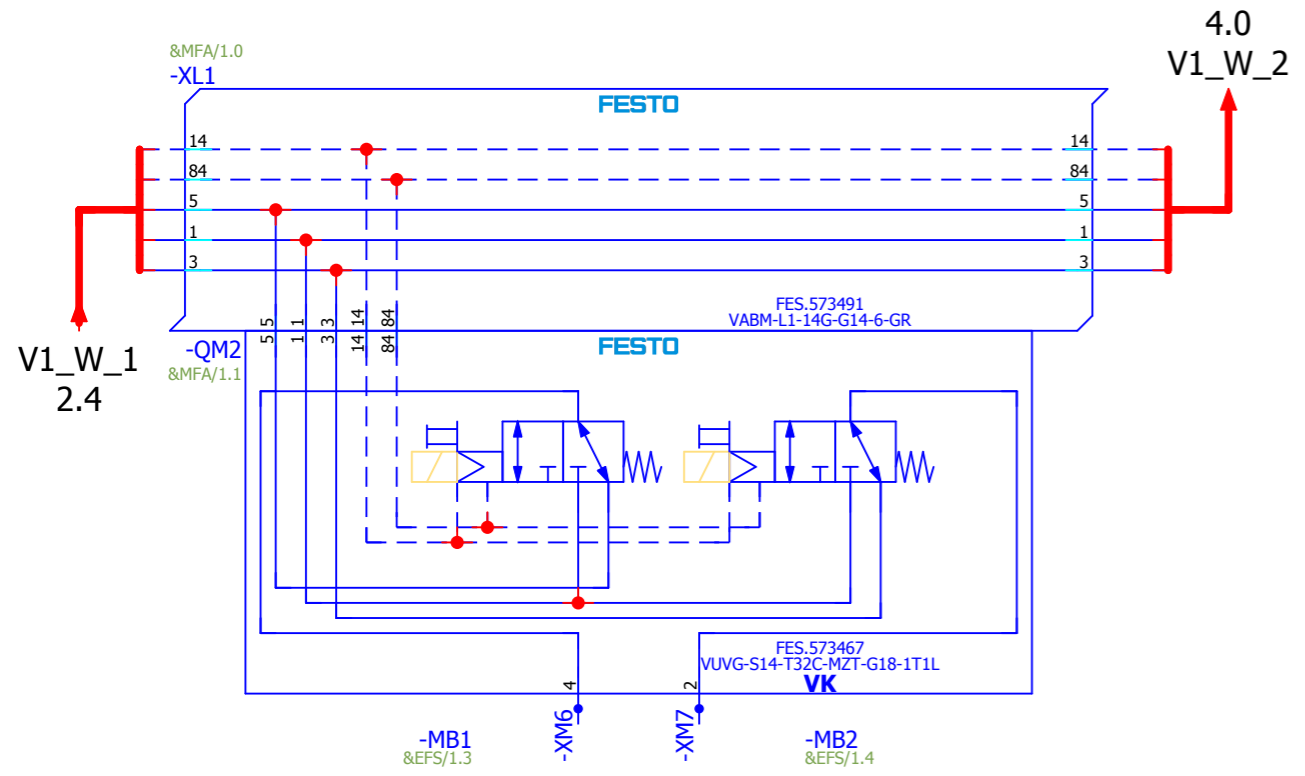 4.0
V1_W_2
&MFA/1.0
-XL1
FESTO
14
14
84
84
5
5
1
1
3
3
FES.573491
VABM-L1-14G-G14-6-GR
5 5
1 1
3 3
14 14
84 84
V1_W_1
2.4
-QM2
&MFA/1.1
FESTO
FES.573467
VUVG-S14-T32C-MZT-G18-1T1L
VK
4
2
-XM6
-XM7
-MB1
&EFS/1.3
-MB2
&EFS/1.4